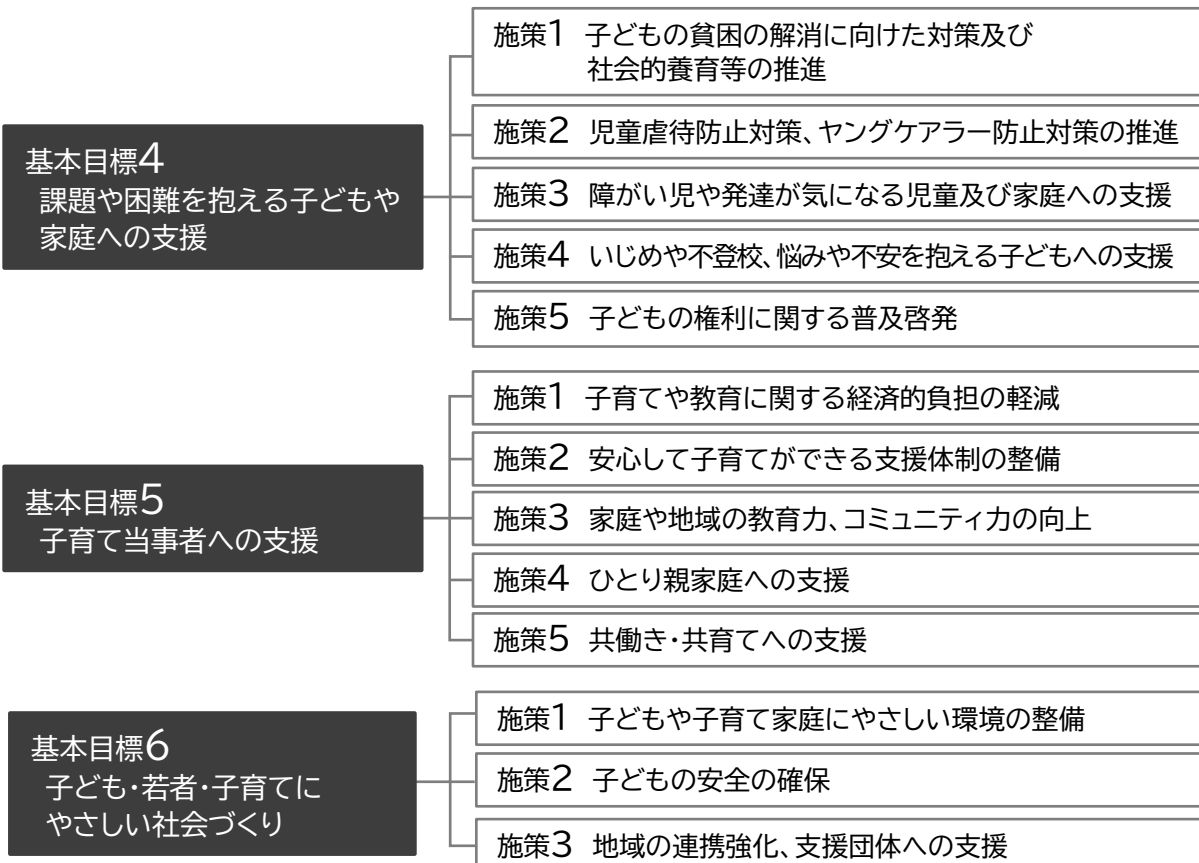 基本目標4
課題や困難を抱える子どもや
家庭への支援
施策1 子どもの貧困の解消に向けた対策及び
社会的養育等の推進
施策2 児童虐待防止対策、ヤングケアラー防止対策の推進
施策3 障がい児や発達が気になる児童及び家庭への支援
施策4 いじめや不登校、悩みや不安を抱える子どもへの支援
施策5 子どもの権利に関する普及啓発
基本目標5
子育て当事者への支援
施策1 子育てや教育に関する経済的負担の軽減
施策2 安心して子育てができる支援体制の整備
施策3 家庭や地域の教育力、コミュニティ力の向上
施策4 ひとり親家庭への支援
施策5 共働き・共育てへの支援
基本目標6
子ども・若者・子育てに
やさしい社会づくり
施策1 子どもや子育て家庭にやさしい環境の整備
施策2 子どもの安全の確保
施策3 地域の連携強化、支援団体への支援